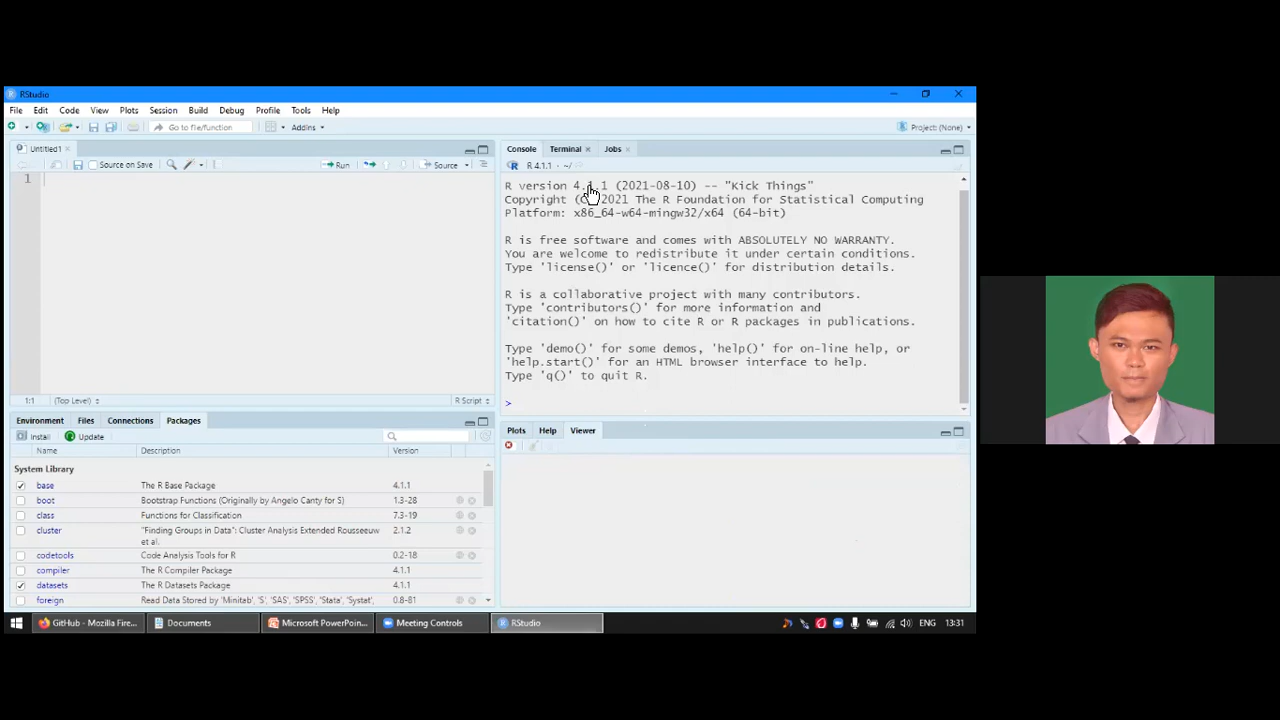 RStudio
File Edit Code View Plots Session Build Debug Profile Tools Help
Go to file/function Addins Project: (None)
Untitled1
Source on Save Run Source
1
1:1 (Top Level) R Script
Console Terminal Jobs
R 4.1.1 · ~/
R version 4.1.1 (2021-08-10) -- "Kick Things"
Copyright (C) 2021 The R Foundation for Statistical Computing
Platform: x86_64-w64-mingw32/x64 (64-bit)
R is free software and comes with ABSOLUTELY NO WARRANTY.
You are welcome to redistribute it under certain conditions.
Type 'license()' or 'licence()' for distribution details.
R is a collaborative project with many contributors.
Type 'contributors()' for more information and
'citation()' on how to cite R or R packages in publications.
Type 'demo()' for some demos, 'help()' for on-line help, or
'help.start()' for an HTML browser interface to help.
Type 'q()' to quit R.
>
Environment Files Connections Packages
Install Update
Name Description Version
System Library
base The R Base Package 4.1.1
boot Bootstrap Functions (Originally by Angelo Canty for S) 1.3-28
class Functions for Classification 7.3-19
cluster "Finding Groups in Data": Cluster Analysis Extended Rousseeuw 2.1.2
et al.
codetools Code Analysis Tools for R 0.2-18
compiler The R Compiler Package 4.1.1
datasets The R Datasets Package 4.1.1
foreign Read Data Stored by 'Minitab', 'S', 'SAS', 'SPSS', 'Stata', 'Systat', 0.8-81
Plots Help Viewer
GitHub - Mozilla Fire... Documents Microsoft PowerPoin... Meeting Controls RStudio ENG 13:31